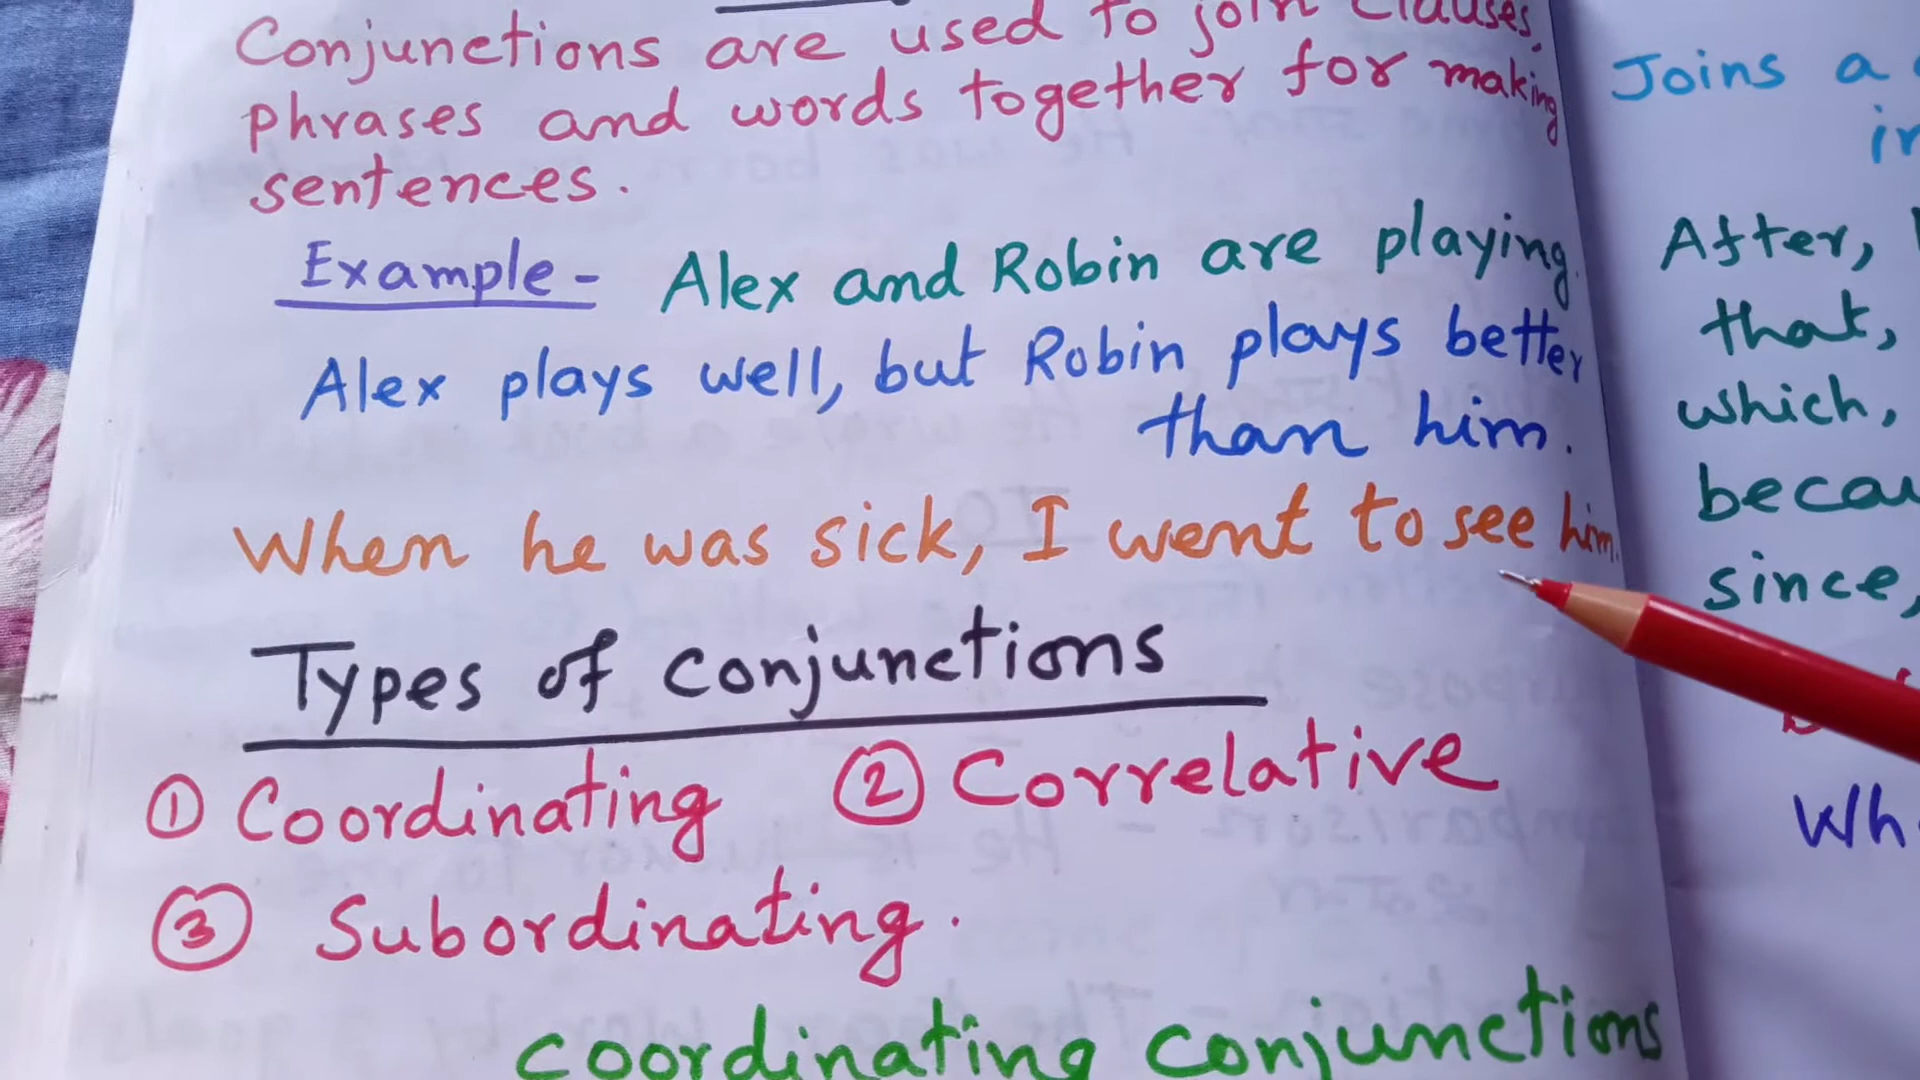 Conjunctions are used to join clauses,
phrases and words together for making
sentences.
Example- Alex and Robin are playing.
Alex plays well, but Robin plays better
than him.
When he was sick, I went to see him.
Types of conjunctions
① Coordinating ② Correlative
③ Subordinating.
coordinating conjunctions
Joins a
After,
that,
which,
since,